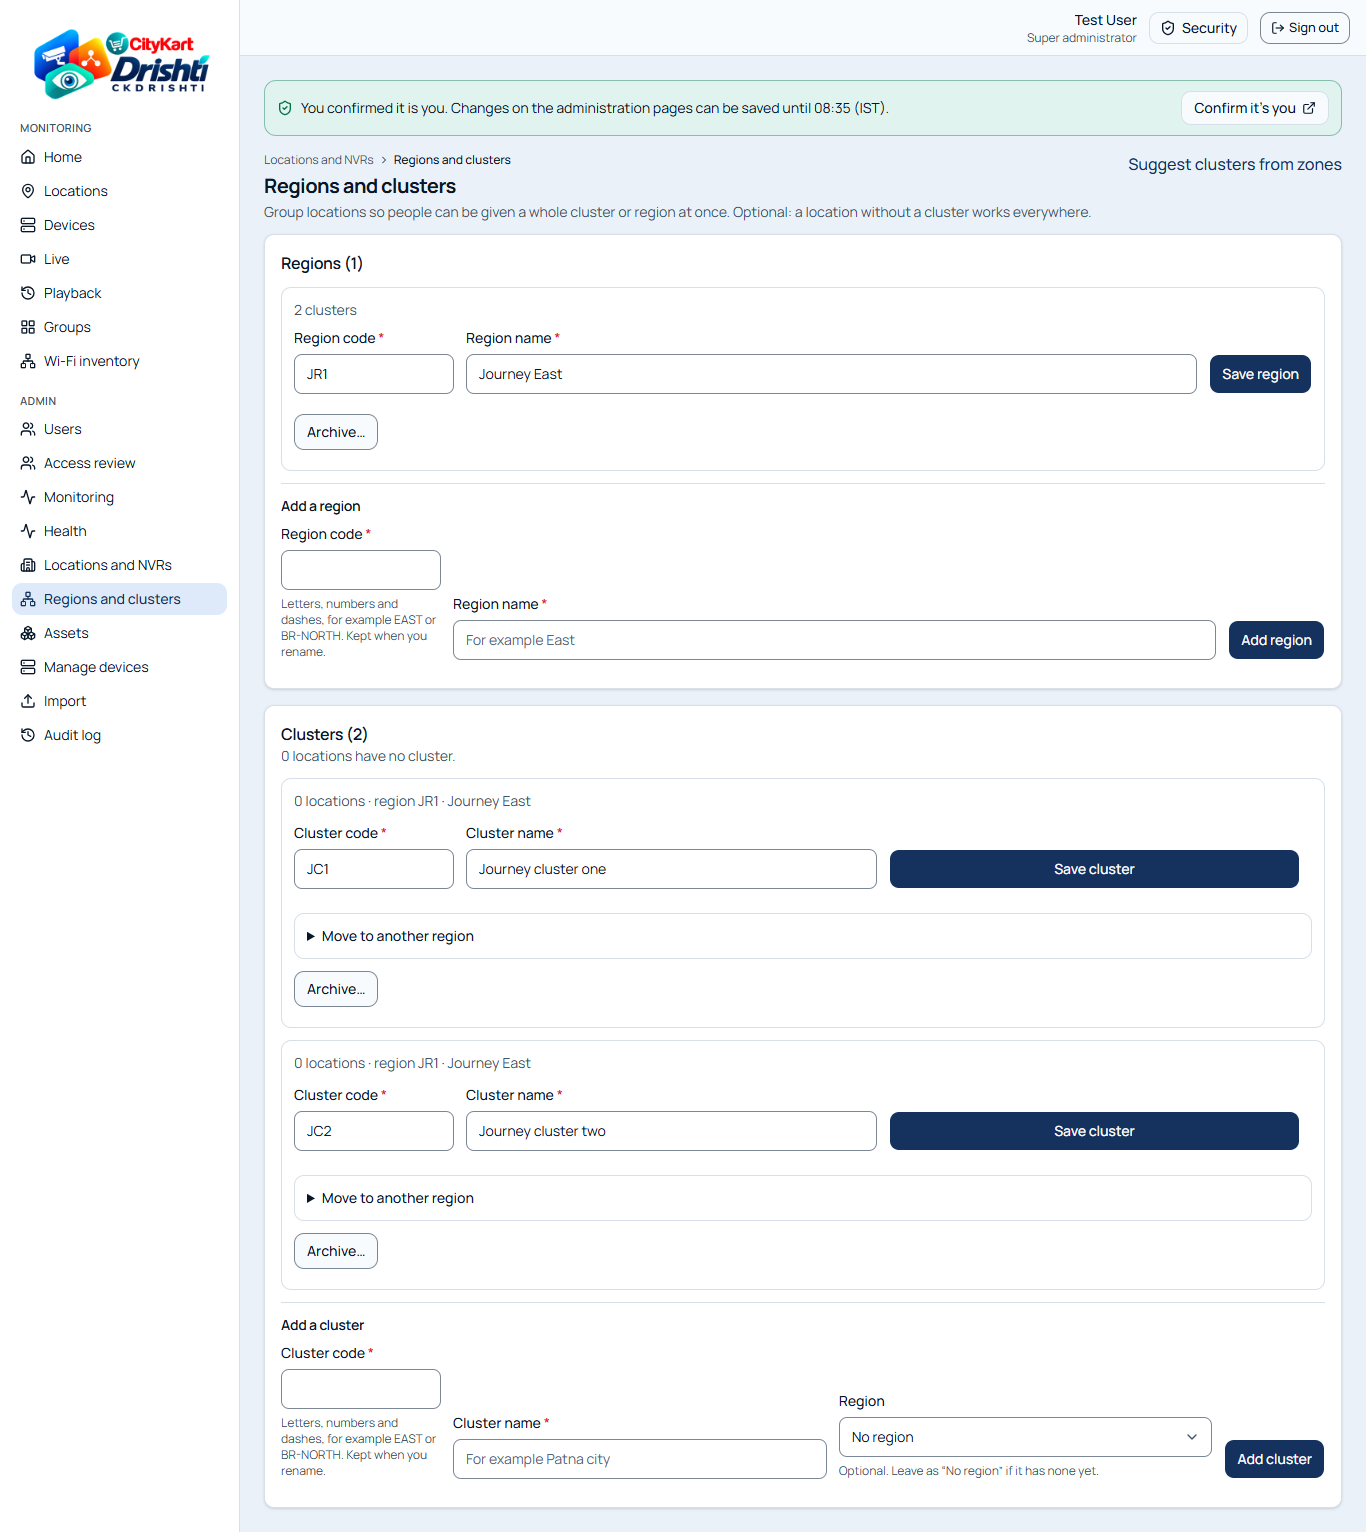 CityKart
Drishti
CKDRISHTI
MONITORING
Home
Locations
Devices
Live
Playback
Groups
Wi-Fi inventory
ADMIN
Users
Access review
Monitoring
Health
Locations and NVRs
Regions and clusters
Assets
Manage devices
Import
Audit log
Test User
Super administrator
Security
Sign out
You confirmed it is you. Changes on the administration pages can be saved until 08:35 (IST).
Confirm it's you
Locations and NVRs > Regions and clusters
Suggest clusters from zones
Regions and clusters
Group locations so people can be given a whole cluster or region at once. Optional: a location without a cluster works everywhere.
Regions (1)
2 clusters
Region code * Region name *
JR1 Journey East Save region
Archive…
Add a region
Region code *
Letters, numbers and
dashes, for example EAST or
BR-NORTH. Kept when you
rename.
Region name *
For example East
Add region
Clusters (2)
0 locations have no cluster.
0 locations · region JR1 · Journey East
Cluster code * Cluster name *
JC1 Journey cluster one Save cluster
Move to another region
Archive…
0 locations · region JR1 · Journey East
Cluster code * Cluster name *
JC2 Journey cluster two Save cluster
Move to another region
Archive…
Add a cluster
Cluster code *
Letters, numbers and
dashes, for example EAST or
BR-NORTH. Kept when you
rename.
Cluster name *
For example Patna city
Region
No region
Optional. Leave as “No region” if it has none yet.
Add cluster